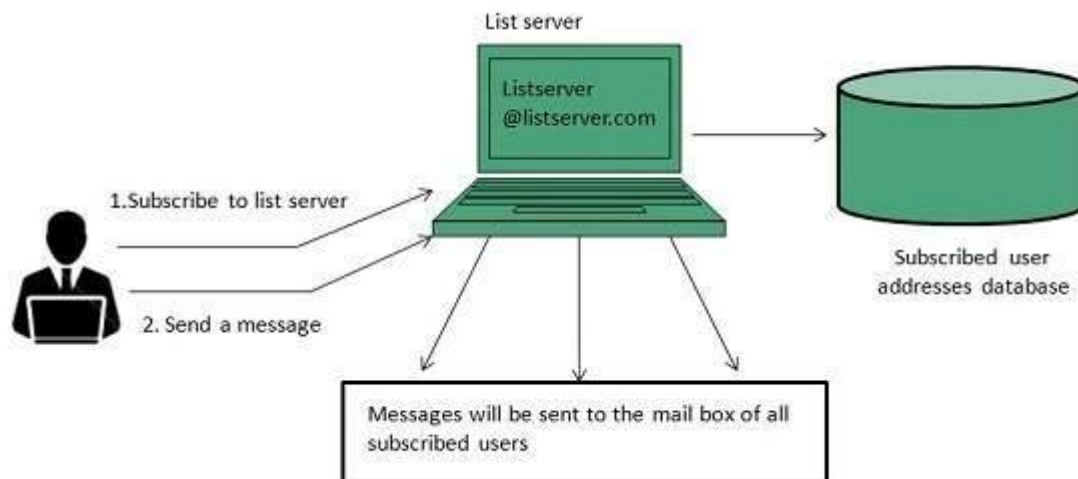 List server
Listserver
@listserver.com
1.Subscribe to list server
2. Send a message
Subscribed user
addresses database
Messages will be sent to the mail box of all
subscribed users